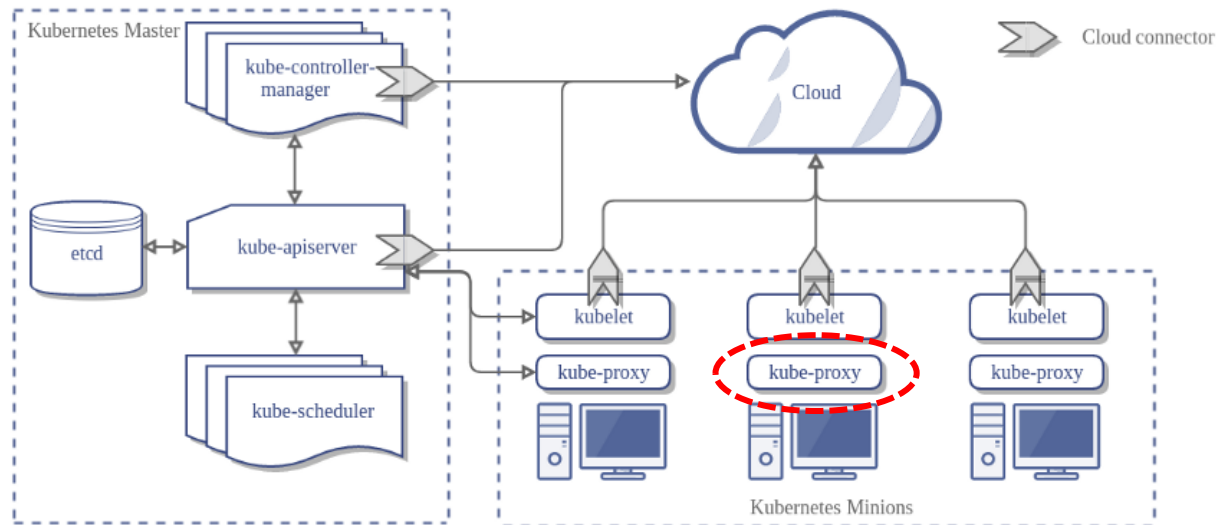 Kubernetes Master
kube-controller-
manager
Cloud
Cloud connector
etcd
kube-apiserver
kubelet
kubelet
kubelet
kube-proxy
kube-proxy
kube-proxy
kube-scheduler
Kubernetes Minions